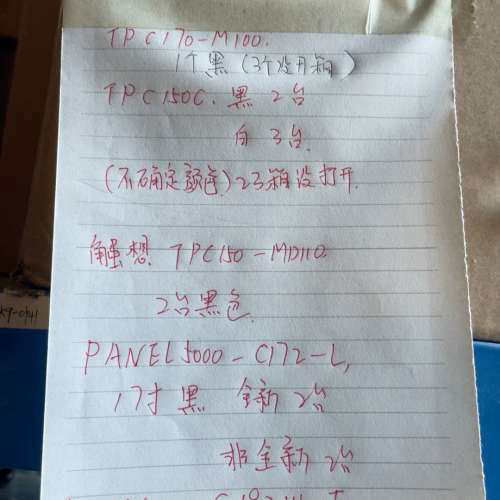 TPC170-M100.
1个黑(3个没开箱)
TPC150C. 黑 2台
白 3台
(不确定颜色)23箱没打开.
触想 TPC150-MD110
2台黑色.
PANEL5000-C172-L,
17寸 黑 全新 2台
非全新 2台